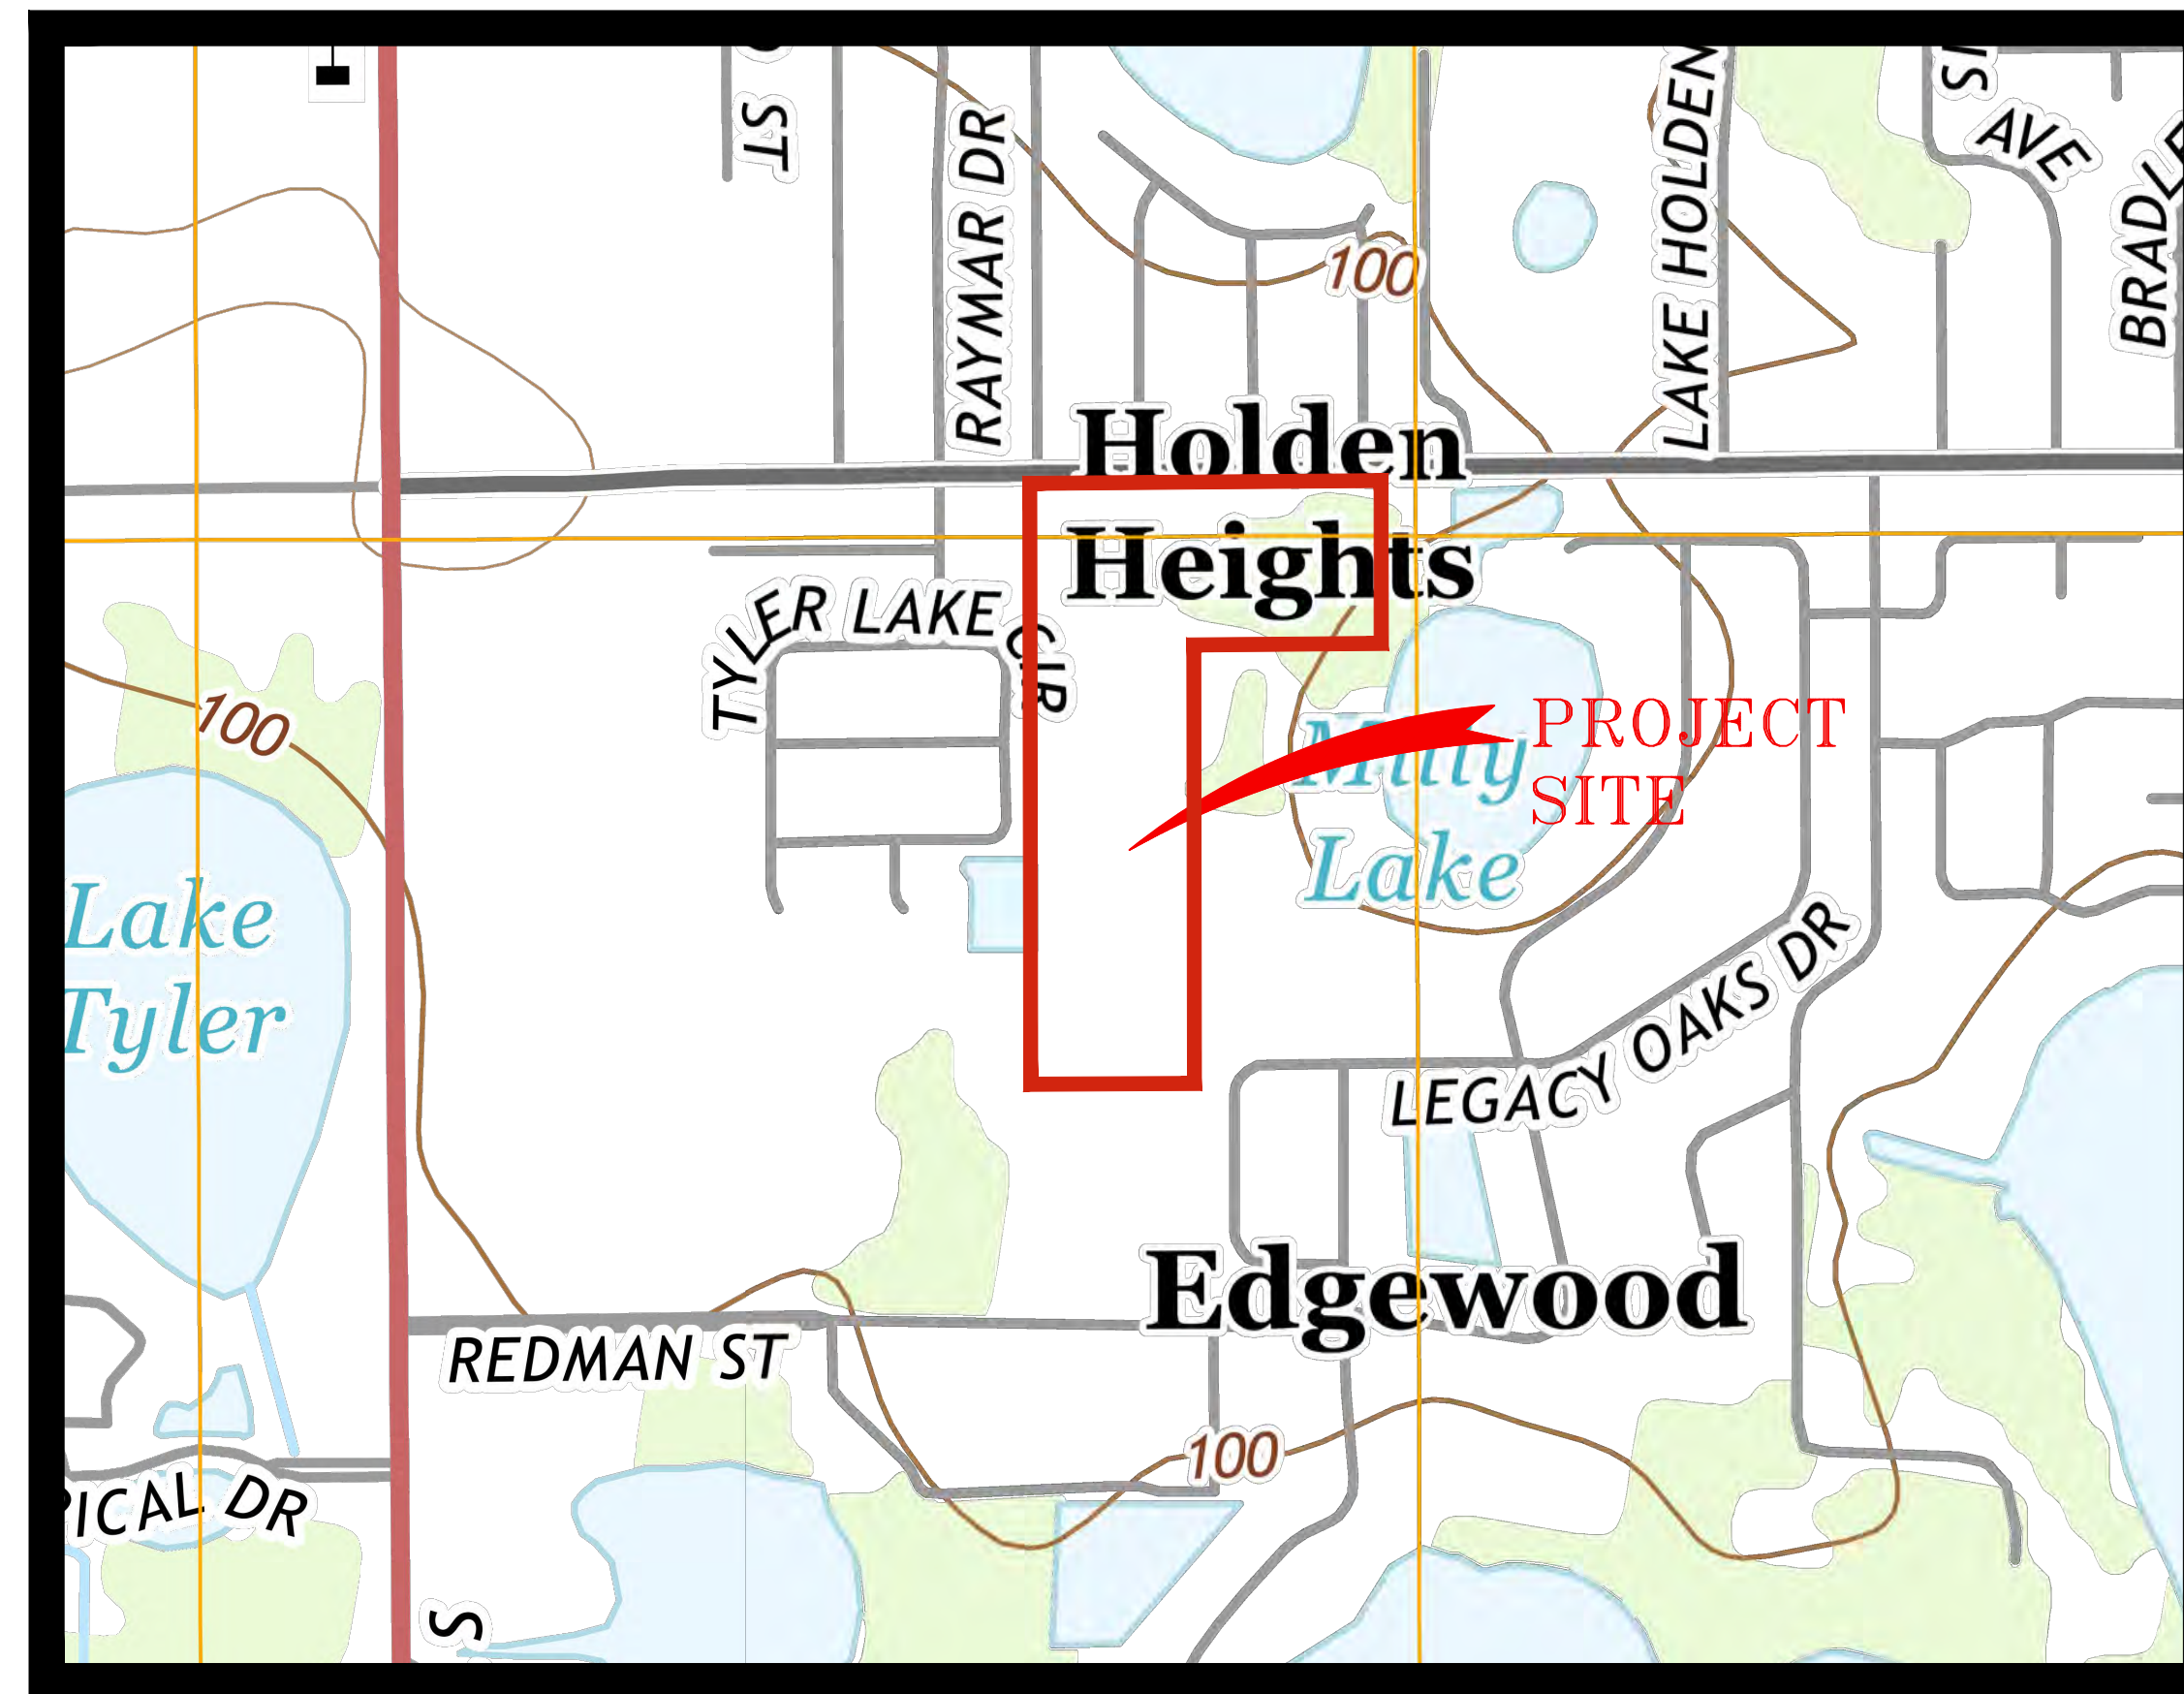 ST
RAYMAR DR
LAKE HOLDEN
AVE
100
Holden
Heights
TYLER LAKE CIR
100
PROJECT
SITE
Lake
Lake
Tyler
LEGACY OAKS DR
Edgewood
REDMAN ST
100
PICAL DR
S